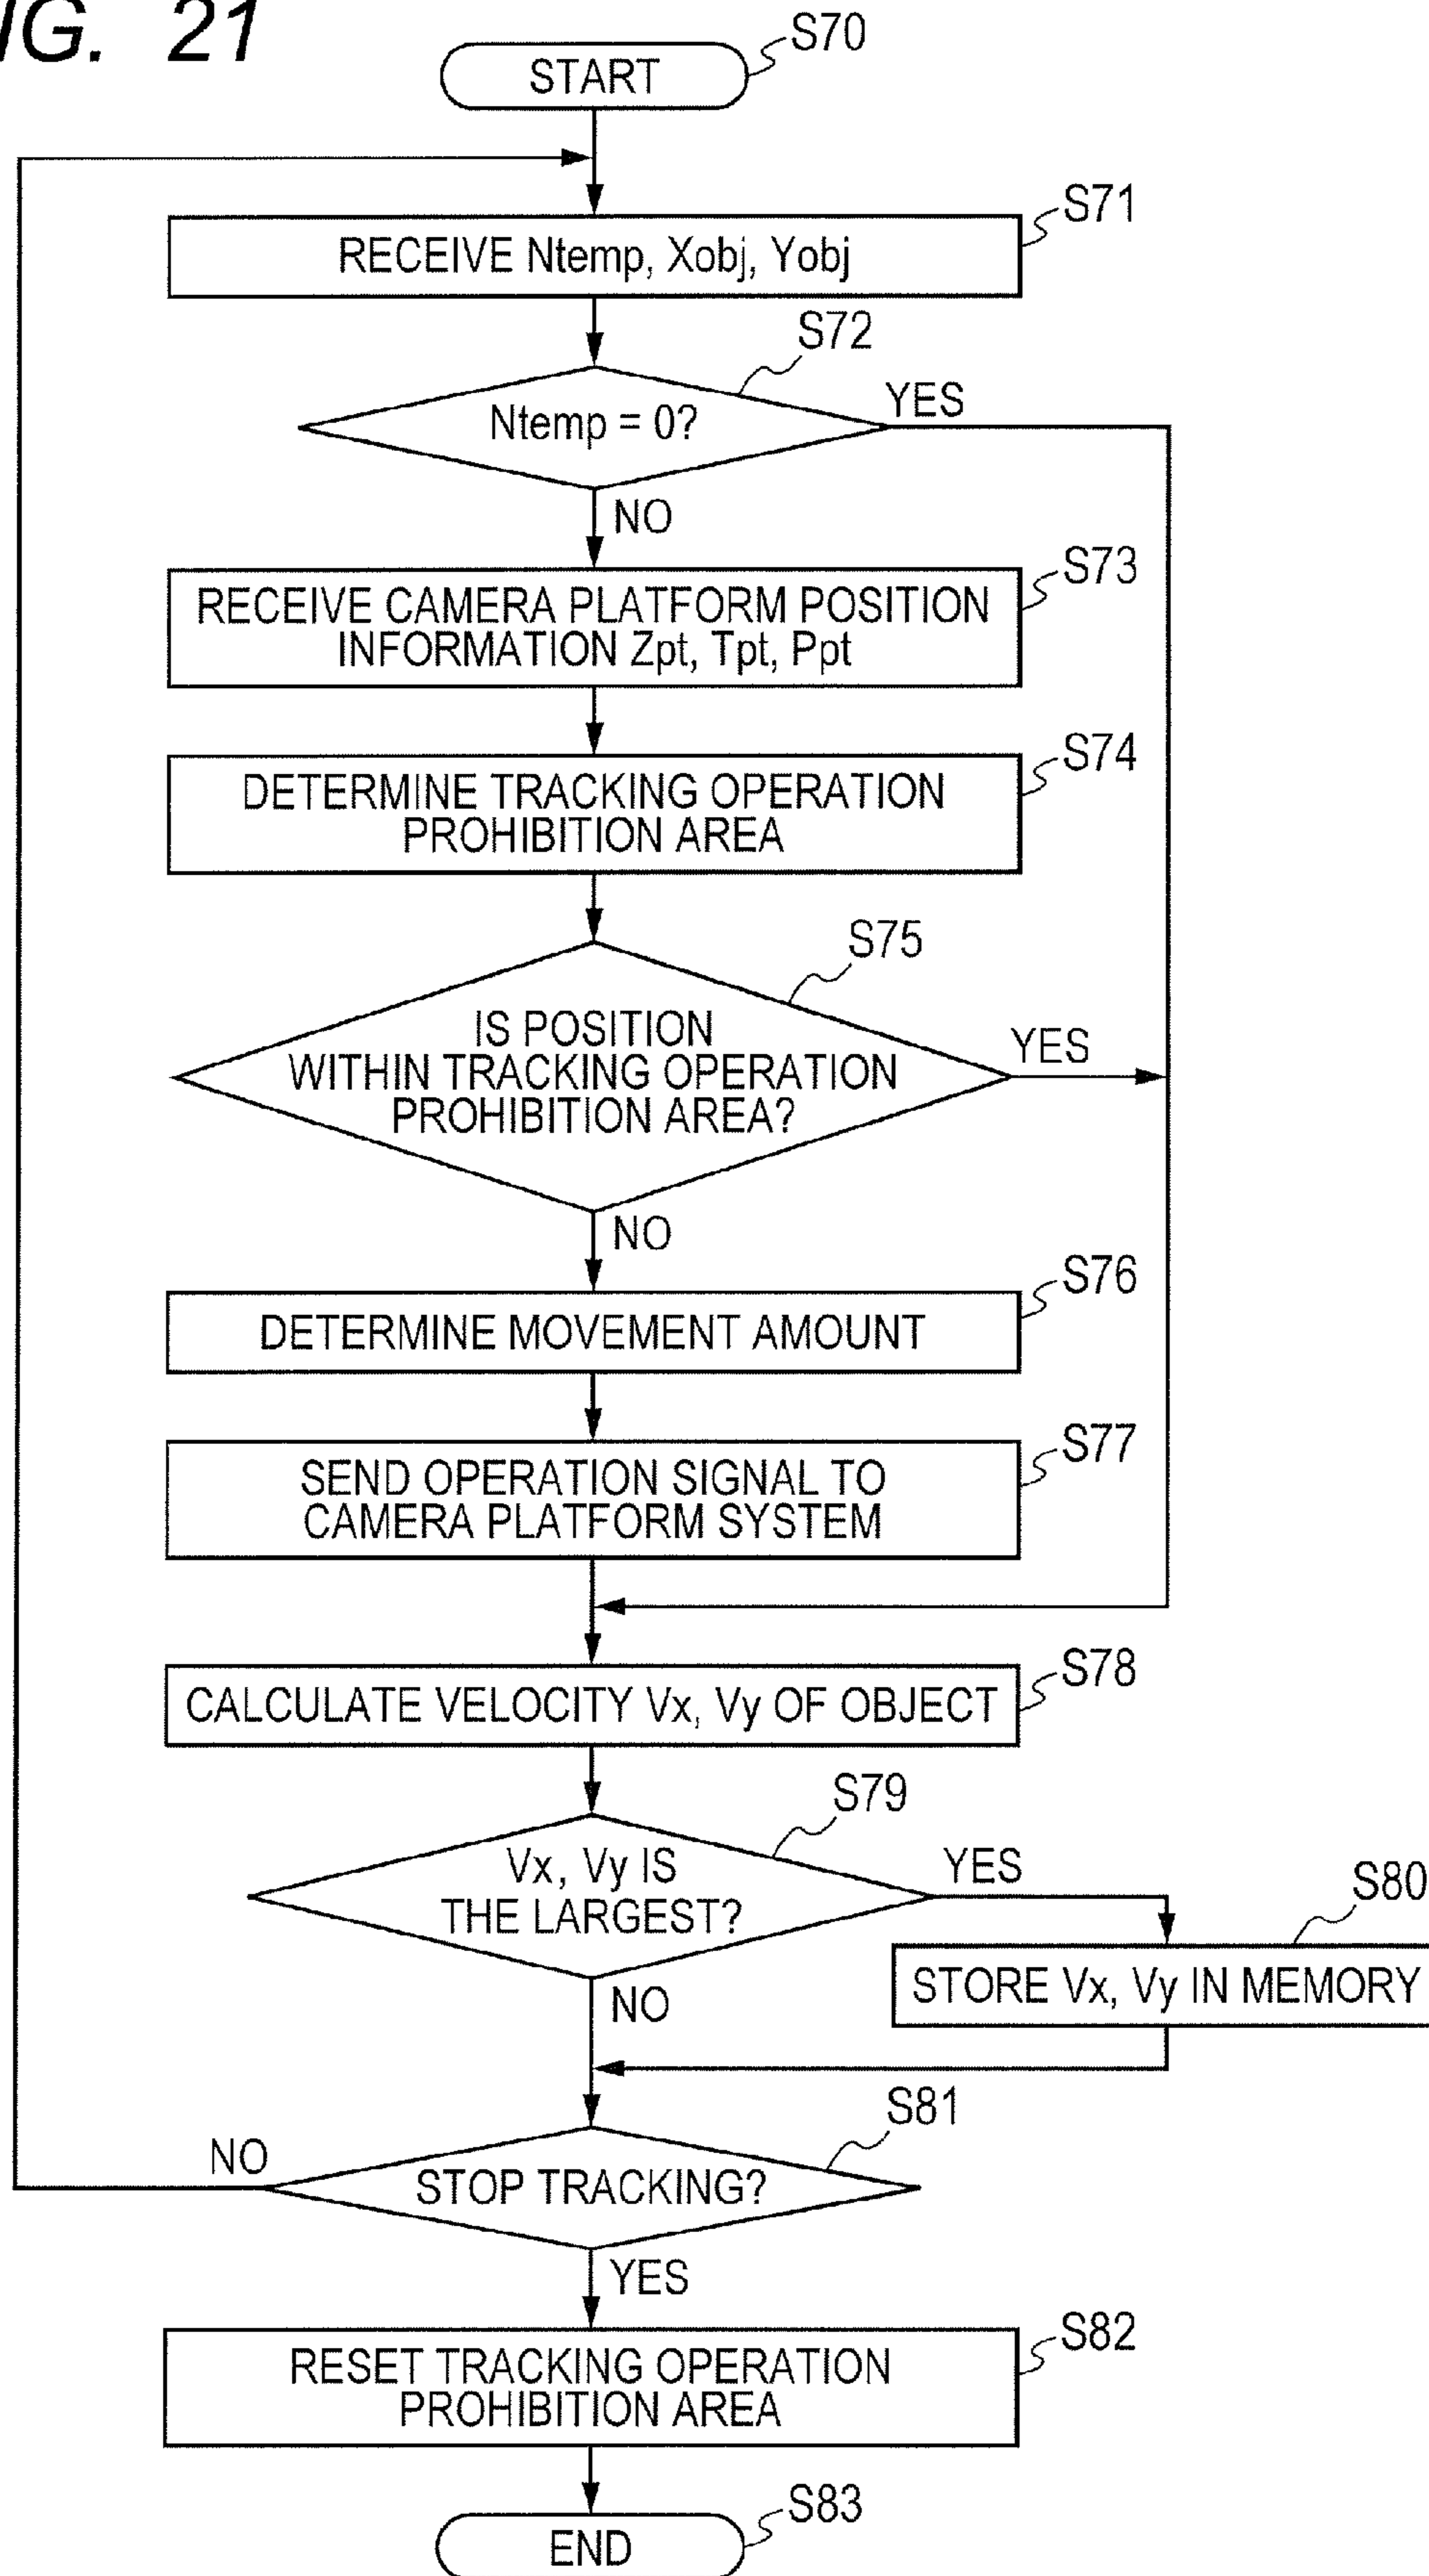 IG. 21
START
S70
S71
RECEIVE Ntemp, Xobj, Yobj
S72
Ntemp = 0?
YES
NO
S73
RECEIVE CAMERA PLATFORM POSITION
INFORMATION Zpt, Tpt, Ppt
S74
DETERMINE TRACKING OPERATION
PROHIBITION AREA
S75
IS POSITION
WITHIN TRACKING OPERATION
PROHIBITION AREA?
YES
NO
S76
DETERMINE MOVEMENT AMOUNT
S77
SEND OPERATION SIGNAL TO
CAMERA PLATFORM SYSTEM
S78
CALCULATE VELOCITY Vx, Vy OF OBJECT
S79
Vx, Vy IS
THE LARGEST?
YES
S80
STORE Vx, Vy IN MEMORY
NO
S81
STOP TRACKING?
NO
YES
S82
RESET TRACKING OPERATION
PROHIBITION AREA
S83
END